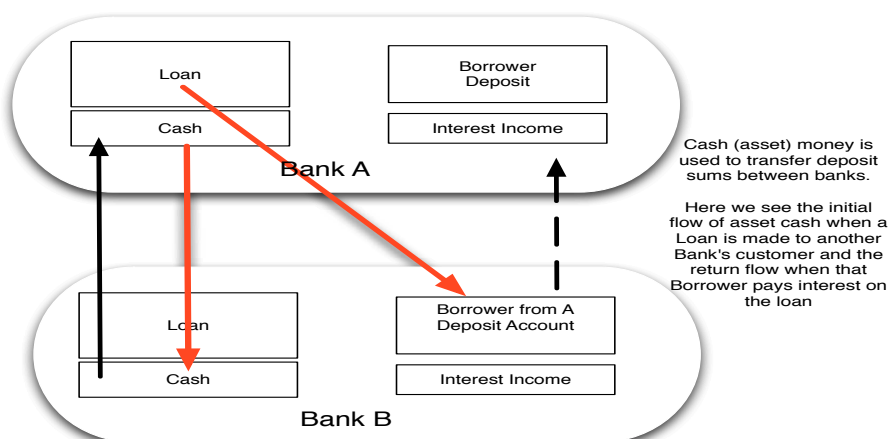 Loan
Borrower
Deposit
Cash
Interest Income
Bank A
Cash (asset) money is
used to transfer deposit
sums between banks.
Here we see the initial
flow of asset cash when a
Loan is made to another
Bank's customer and the
return flow when that
Borrower pays interest on
the loan
Loan
Borrower from A
Deposit Account
Cash
Interest Income
Bank B